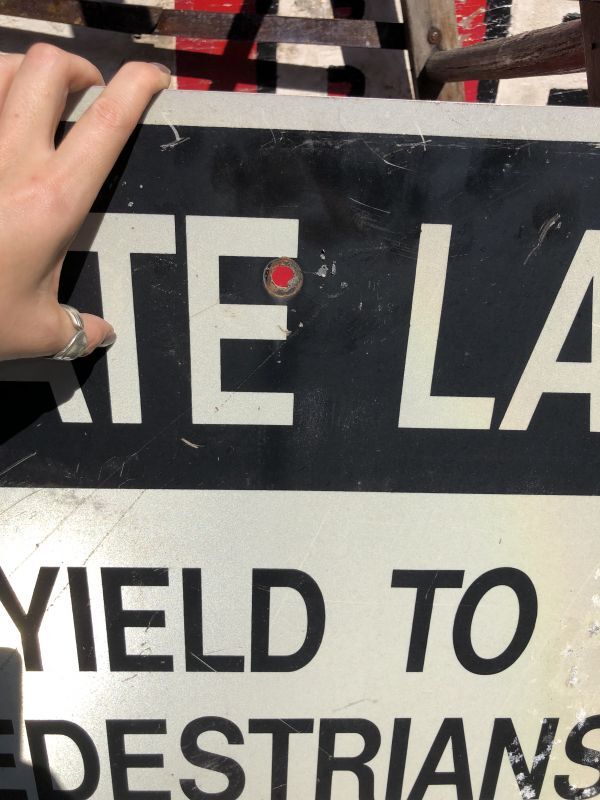 ATE LA
YIELD TO
EDESTRIANS